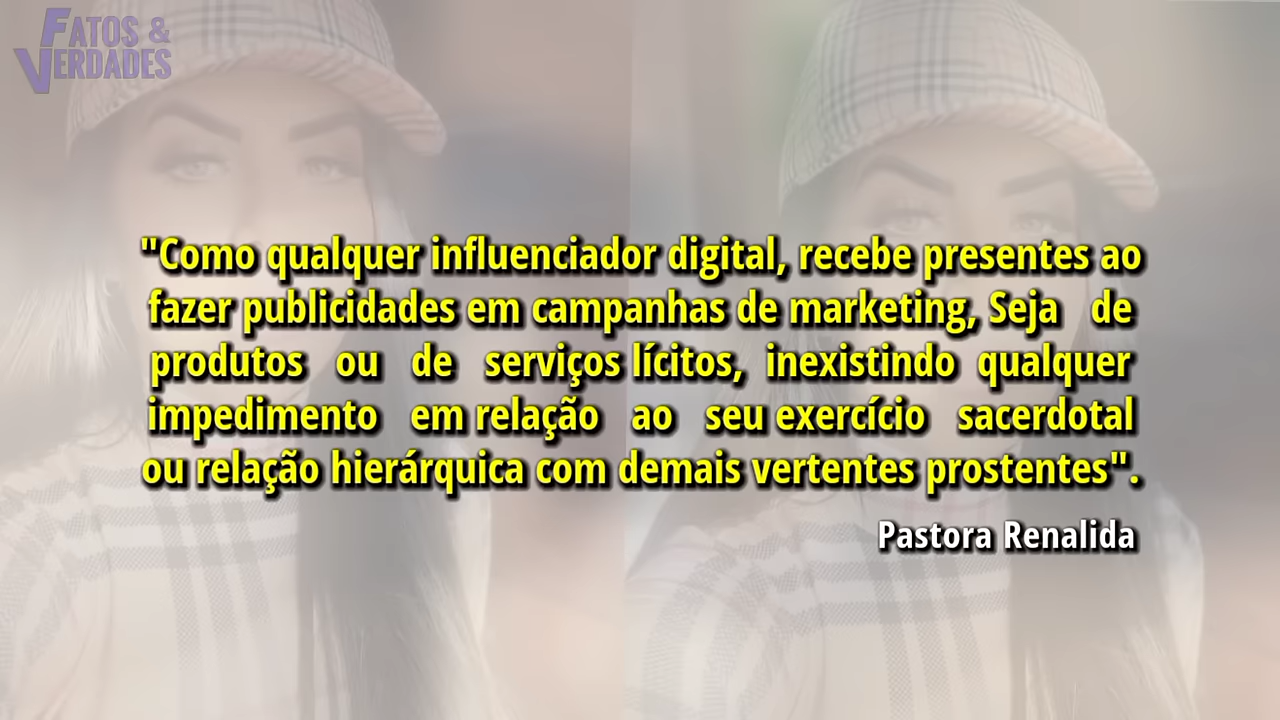 FATOS &
VERDADES
"Como qualquer influenciador digital, recebe presentes ao
fazer publicidades em campanhas de marketing, Seja de
produtos ou de serviços lícitos, inexistindo qualquer
impedimento em relação ao seu exercício sacerdotal
ou relação hierárquica com demais vertentes prostentes".
Pastora Renalida